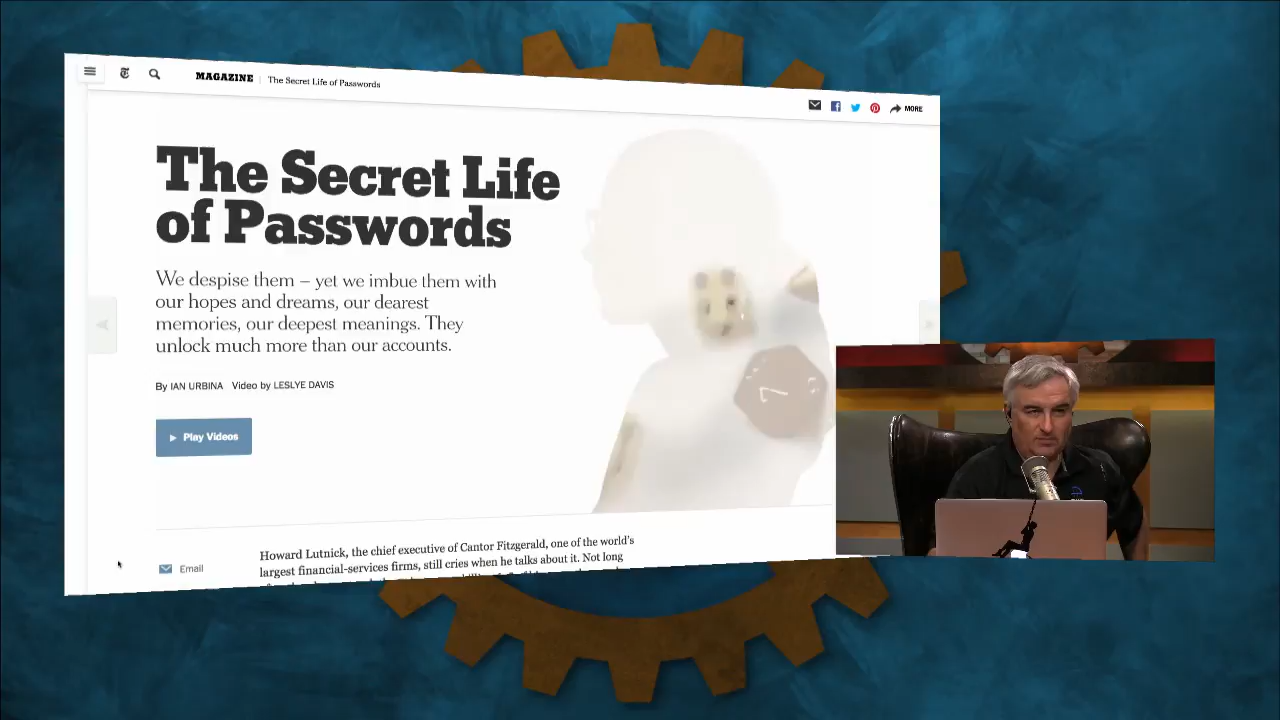 MAGAZINE | The Secret Life of Passwords
MORE
The Secret Life
of Passwords
We despise them — yet we imbue them with
our hopes and dreams, our dearest
memories, our deepest meanings. They
unlock much more than our accounts.
By IAN URBINA Video by LESLYE DAVIS
Play Videos
Email
Howard Lutnick, the chief executive of Cantor Fitzgerald, one of the world's
largest financial-services firms, still cries when he talks about it. Not long